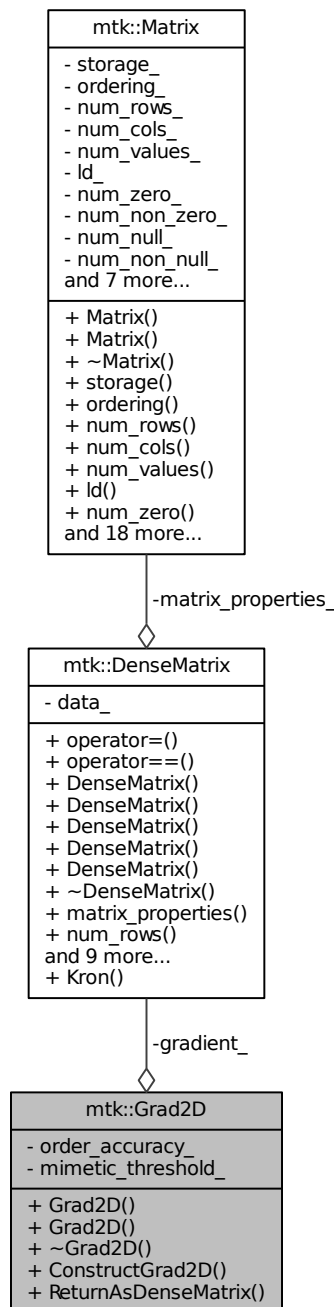 mtk::Matrix
- storage_
- ordering_
- num_rows_
- num_cols_
- num_values_
- ld_
- num_zero_
- num_non_zero_
- num_null_
- num_non_null_
and 7 more...
+ Matrix()
+ Matrix()
+ ~Matrix()
+ storage()
+ ordering()
+ num_rows()
+ num_cols()
+ num_values()
+ ld()
+ num_zero()
and 18 more...
-matrix_properties_
mtk::DenseMatrix
- data_
+ operator=()
+ operator==()
+ DenseMatrix()
+ DenseMatrix()
+ DenseMatrix()
+ DenseMatrix()
+ DenseMatrix()
+ ~DenseMatrix()
+ matrix_properties()
+ num_rows()
and 9 more...
+ Kron()
-gradient_
mtk::Grad2D
- order_accuracy_
- mimetic_threshold_
+ Grad2D()
+ Grad2D()
+ ~Grad2D()
+ ConstructGrad2D()
+ ReturnAsDenseMatrix()